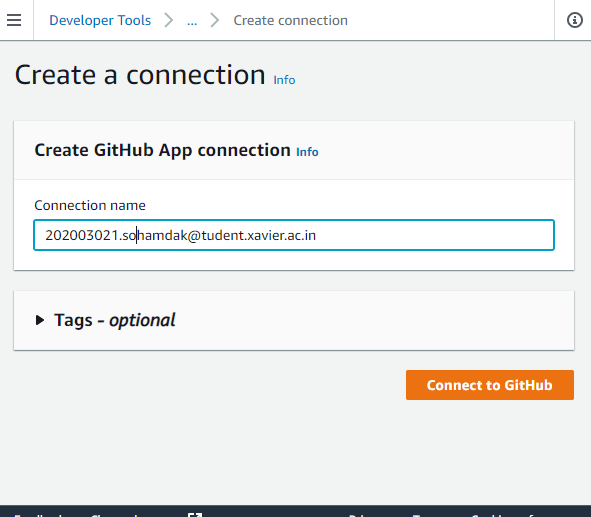 Developer Tools > ... > Create connection
Create a connection Info
Create GitHub App connection Info
Connection name
202003021.sohamdak@tudent.xavier.ac.in
Tags - optional
Connect to GitHub